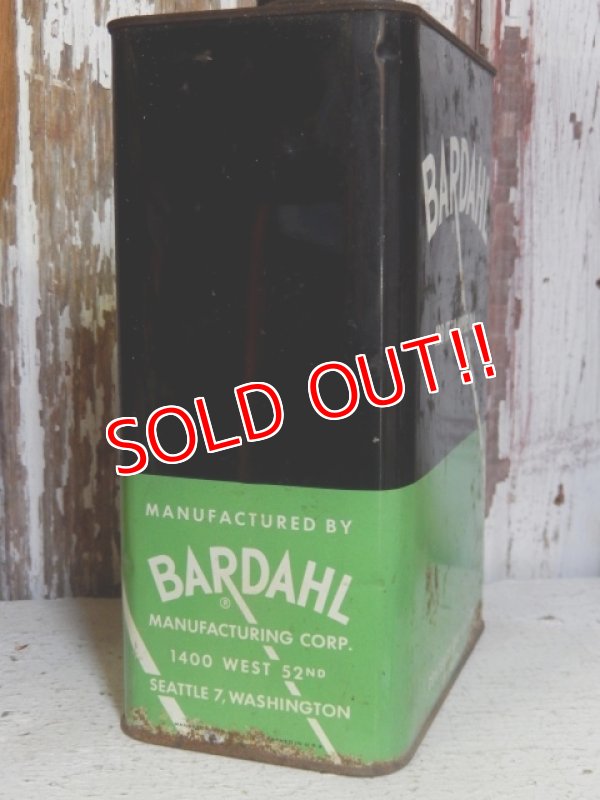 BARDAHL
SOLD OUT!!
MANUFACTURED BY
BARDAHL
®
MANUFACTURING CORP.
1400 WEST 52ND
SEATTLE 7, WASHINGTON